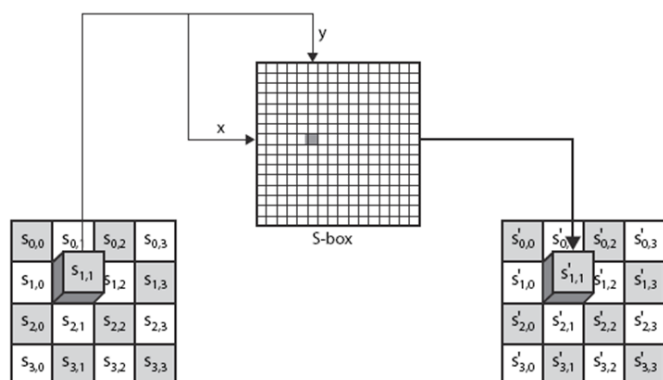 y
x
S-box
S0,0 S0,1 S0,2 S0,3
S1,0 S1,1 S1,2 S1,3
S2,0 S2,1 S2,2 S2,3
S3,0 S3,1 S3,2 S3,3
S'0,0 S'0, S'0,2 S'0,3
S'1,0 S'1,1 S'1,2 S'1,3
S'2,0 S'2,1 S'2,2 S'2,3
S'3,0 S'3,1 S'3,2 S'3,3